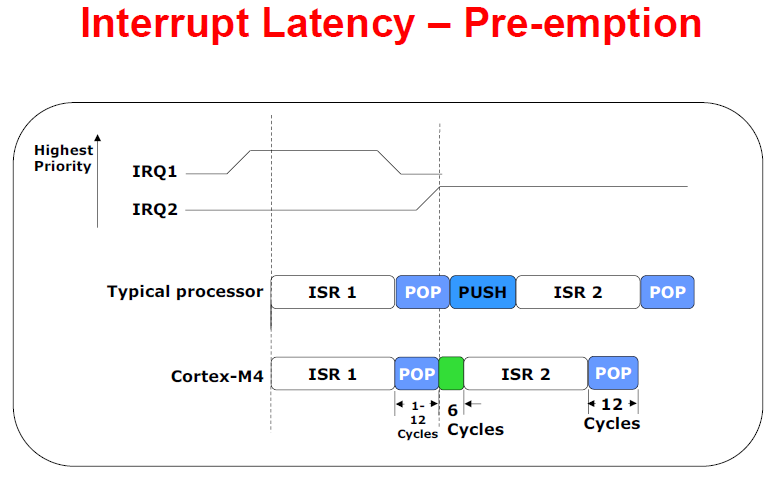 Interrupt Latency – Pre-emption
Highest
Priority
IRQ1
IRQ2
Typical processor
ISR 1
POP
PUSH
ISR 2
POP
Cortex-M4
ISR 1
POP
ISR 2
POP
1-
12
Cycles
6
Cycles
12
Cycles